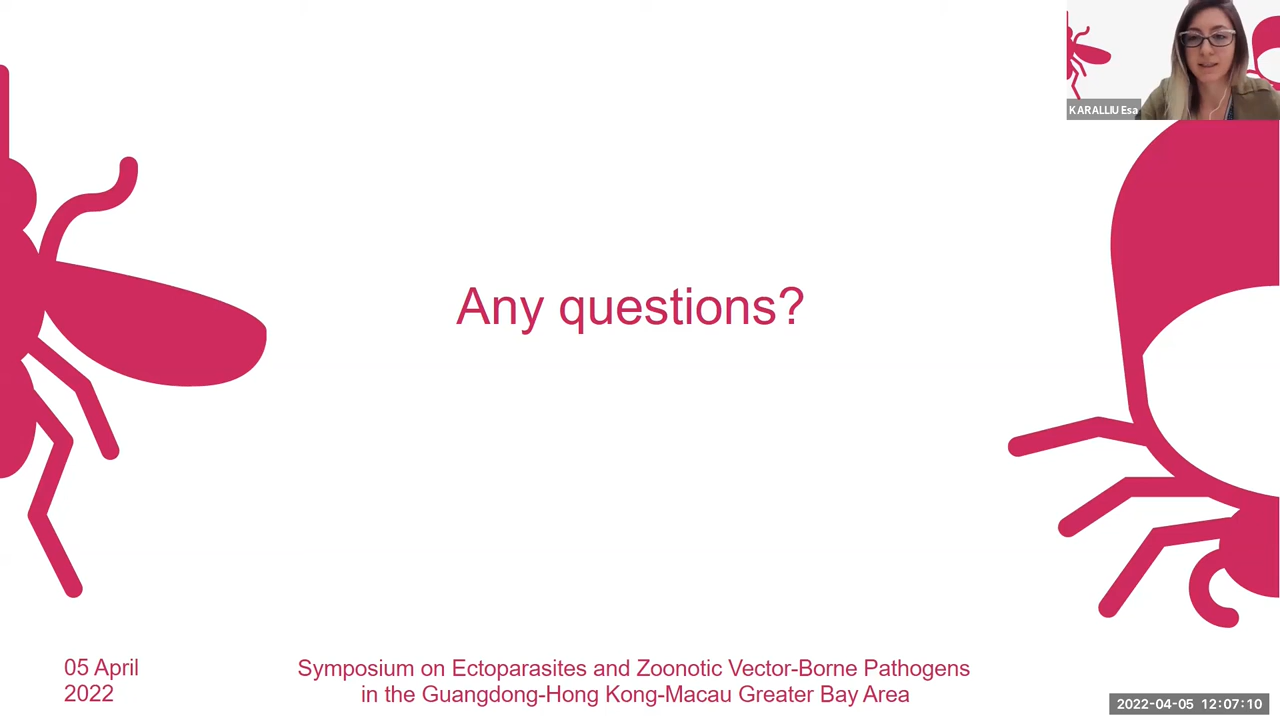 KARALLIU Esa
Any questions?
05 April
2022
Symposium on Ectoparasites and Zoonotic Vector-Borne Pathogens
in the Guangdong-Hong Kong-Macau Greater Bay Area
2022-04-05 12:07:10